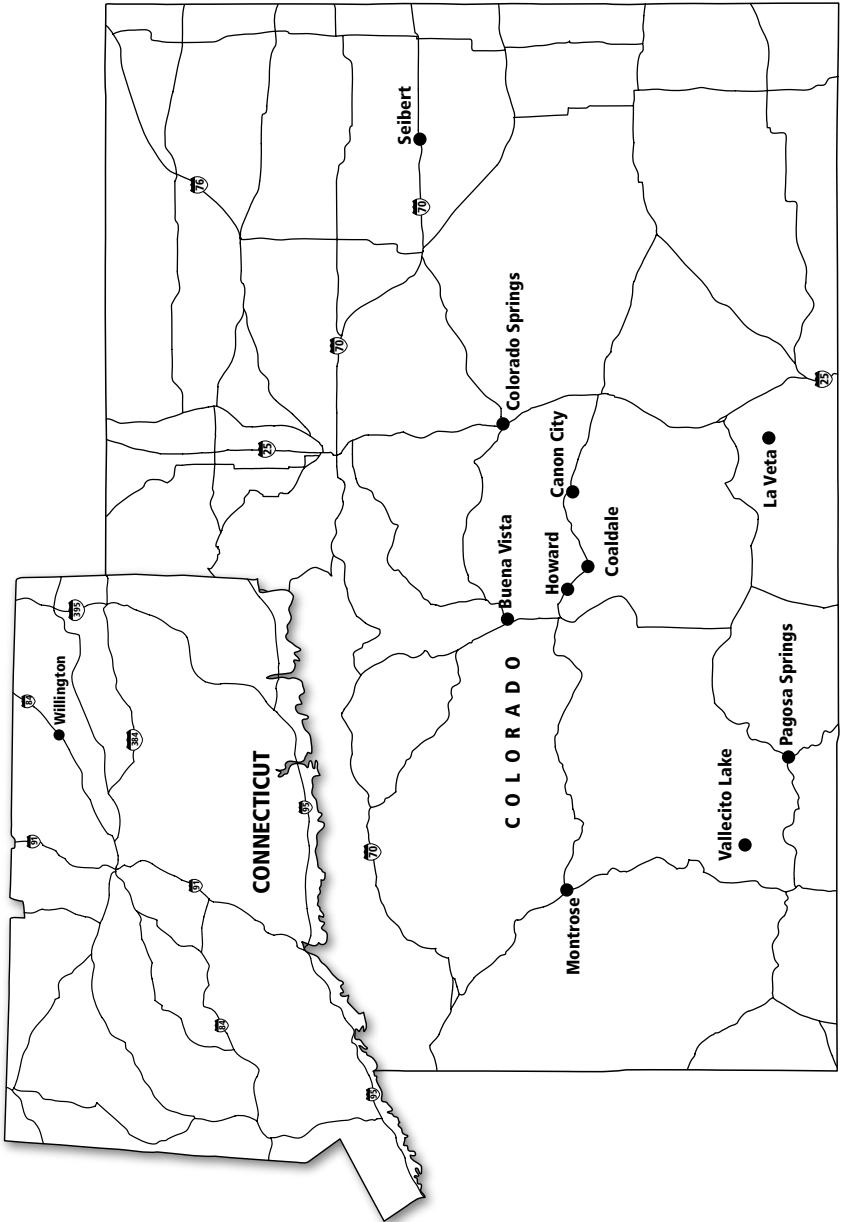 CONNECTICUT
Willington
84
91
395
384
91
84
95
95
COLORADO
76
25
70
70
70
25
Seibert
Colorado Springs
Buena Vista
Canon City
Howard
Coaldale
Montrose
La Veta
Pagosa Springs
Vallecito Lake